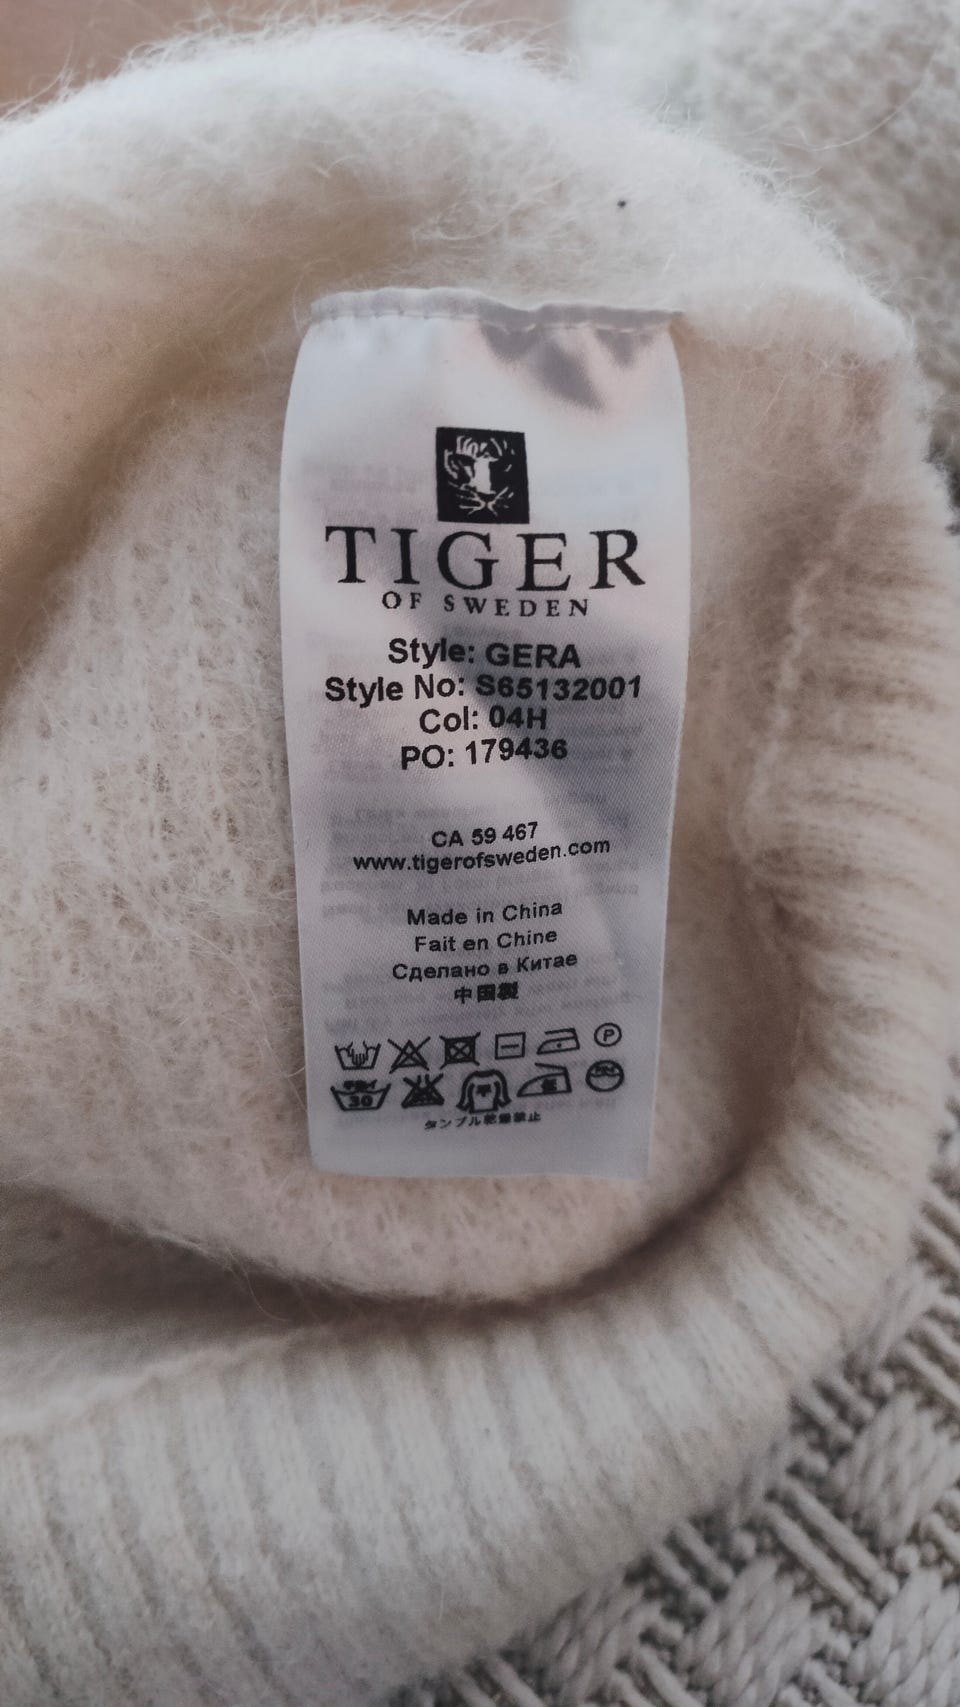 TIGER
OF SWEDEN
Style: GERA
Style No: S65132001
Col: 04H
PO: 179436
CA 59 467
www.tigerofsweden.com
Made in China
Fait en Chine
Сделано в Китае
中国製
P
30
低
タンブル乾燥禁止